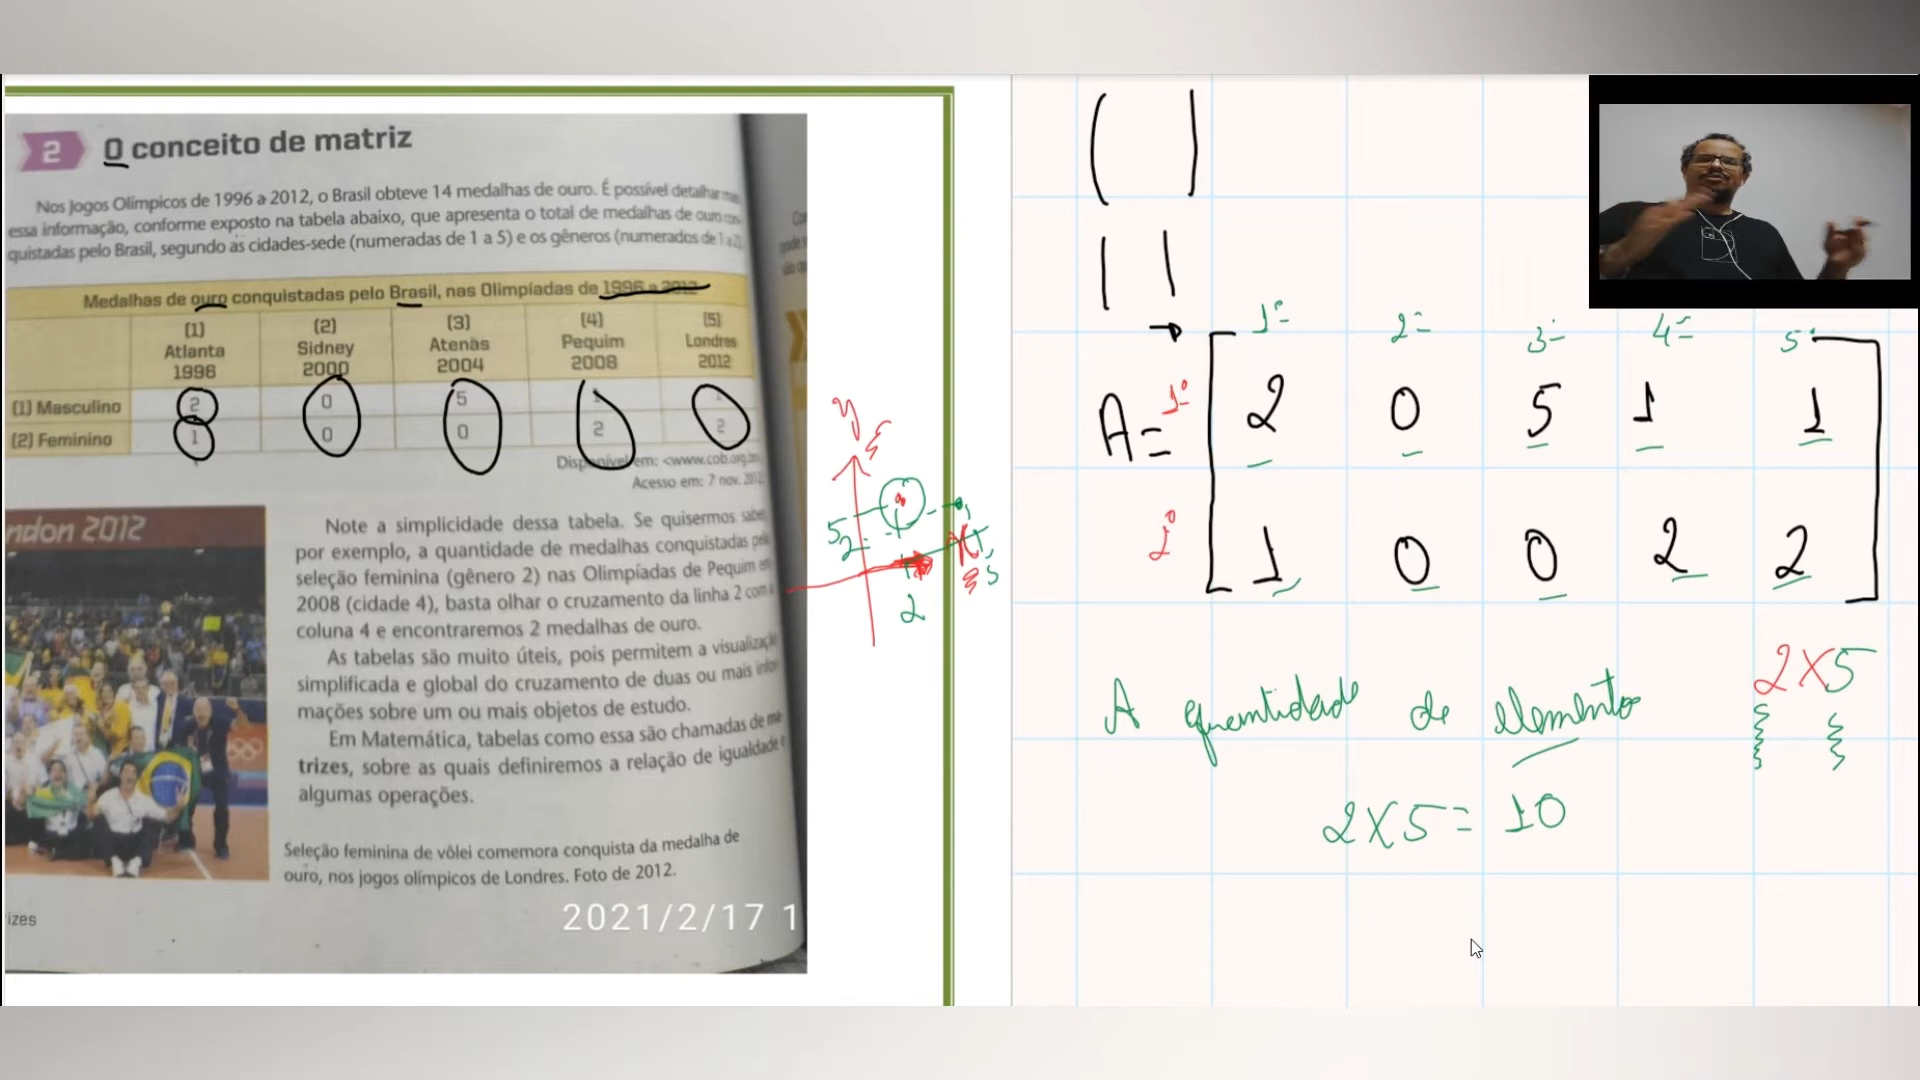 2 O conceito de matriz
Nos Jogos Olímpicos de 1996 a 2012, o Brasil obteve 14 medalhas de ouro. É possível detalhar
essa informação, conforme exposto na tabela abaixo, que apresenta o total de medalhas de ouro con-
quistadas pelo Brasil, segundo as cidades-sede (numeradas de 1 a 5) e os gêneros (numerados de 1 a 2).
Medalhas de ouro conquistadas pelo Brasil, nas Olimpíadas de 1996 a 2012
(1) (2) (3) (4) (5)
Atlanta Sidney Atenas Pequim Londres
1996 2000 2004 2008 2012
(1) Masculino 2 0 5 1
(2) Feminino 1 0 0 2 2
Disponível em: <www.cob.org.br
Acesso em: 7 nov. 2012
ndon 2012
Note a simplicidade dessa tabela. Se quisermos saber,
por exemplo, a quantidade de medalhas conquistadas pela
seleção feminina (gênero 2) nas Olimpíadas de Pequim em
2008 (cidade 4), basta olhar o cruzamento da linha 2 com a
coluna 4 e encontraremos 2 medalhas de ouro.
As tabelas são muito úteis, pois permitem a visualização
simplificada e global do cruzamento de duas ou mais infor-
mações sobre um ou mais objetos de estudo.
Em Matemática, tabelas como essa são chamadas de ma-
trizes, sobre as quais definiremos a relação de igualdade e
algumas operações.
Seleção feminina de vôlei comemora conquista da medalha de
ouro, nos jogos olímpicos de Londres. Foto de 2012.
izes
2021/2/17 1
y
5
2
2
5
( )
| |
1º 2º 3º 4º 5º
A = 1º [ 2 0 5 1 1
2º 1 0 0 2 2 ]
2X5
A quantidade de elemento
2X5 = 10